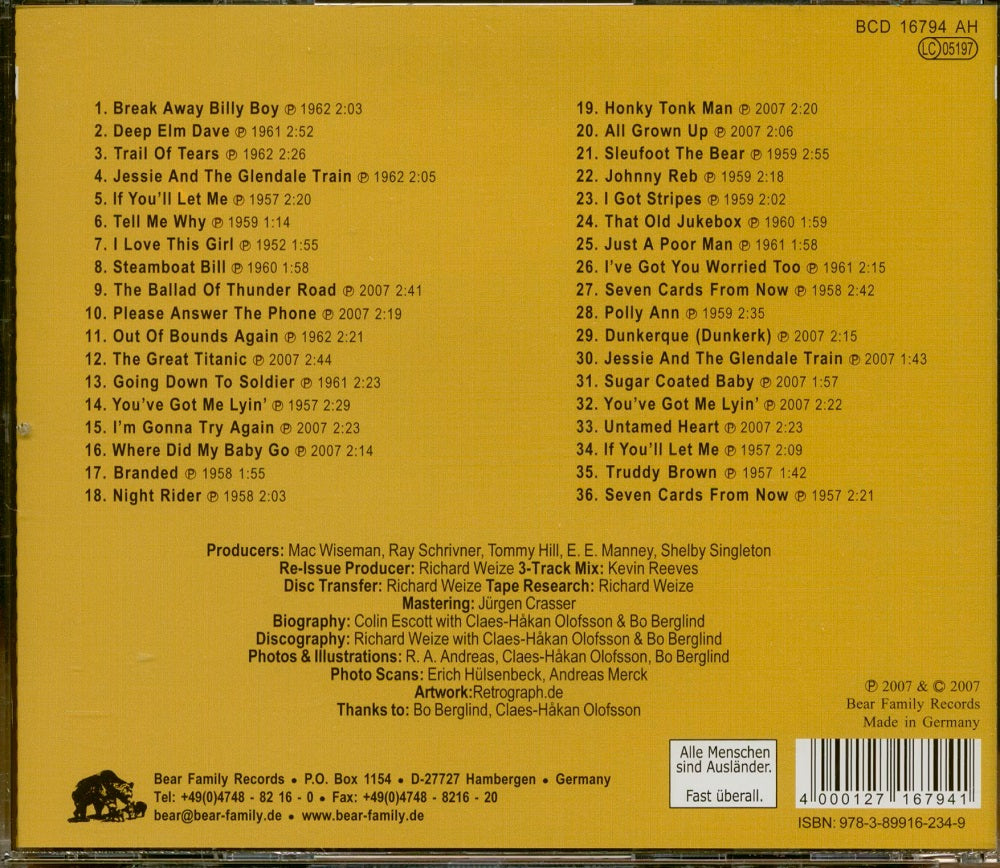 BCD 16794 AH
LC 05197
1. Break Away Billy Boy ℗ 1962 2:03
2. Deep Elm Dave ℗ 1961 2:52
3. Trail Of Tears ℗ 1962 2:26
4. Jessie And The Glendale Train ℗ 1962 2:05
5. If You'll Let Me ℗ 1957 2:20
6. Tell Me Why ℗ 1959 1:14
7. I Love This Girl ℗ 1952 1:55
8. Steamboat Bill ℗ 1960 1:58
9. The Ballad Of Thunder Road ℗ 2007 2:41
10. Please Answer The Phone ℗ 2007 2:19
11. Out Of Bounds Again ℗ 1962 2:21
12. The Great Titanic ℗ 2007 2:44
13. Going Down To Soldier ℗ 1961 2:23
14. You've Got Me Lyin' ℗ 1957 2:29
15. I'm Gonna Try Again ℗ 2007 2:23
16. Where Did My Baby Go ℗ 2007 2:14
17. Branded ℗ 1958 1:55
18. Night Rider ℗ 1958 2:03
19. Honky Tonk Man ℗ 2007 2:20
20. All Grown Up ℗ 2007 2:06
21. Sleufoot The Bear ℗ 1959 2:55
22. Johnny Reb ℗ 1959 2:18
23. I Got Stripes ℗ 1959 2:02
24. That Old Jukebox ℗ 1960 1:59
25. Just A Poor Man ℗ 1961 1:58
26. I've Got You Worried Too ℗ 1961 2:15
27. Seven Cards From Now ℗ 1958 2:42
28. Polly Ann ℗ 1959 2:35
29. Dunkerque (Dunkerk) ℗ 2007 2:15
30. Jessie And The Glendale Train ℗ 2007 1:43
31. Sugar Coated Baby ℗ 2007 1:57
32. You've Got Me Lyin' ℗ 2007 2:22
33. Untamed Heart ℗ 2007 2:23
34. If You'll Let Me ℗ 1957 2:09
35. Truddy Brown ℗ 1957 1:42
36. Seven Cards From Now ℗ 1957 2:21
Producers: Mac Wiseman, Ray Schrivner, Tommy Hill, E. E. Manney, Shelby Singleton
Re-Issue Producer: Richard Weize 3-Track Mix: Kevin Reeves
Disc Transfer: Richard Weize Tape Research: Richard Weize
Mastering: Jürgen Crasser
Biography: Colin Escott with Claes-Håkan Olofsson & Bo Berglind
Discography: Richard Weize with Claes-Håkan Olofsson & Bo Berglind
Photos & Illustrations: R. A. Andreas, Claes-Håkan Olofsson, Bo Berglind
Photo Scans: Erich Hülsenbeck, Andreas Merck
Artwork:Retrograph.de
Thanks to: Bo Berglind, Claes-Håkan Olofsson
℗ 2007 & © 2007
Bear Family Records
Made in Germany
Bear Family Records • P.O. Box 1154 • D-27727 Hambergen • Germany
Tel: +49(0)4748 - 82 16 - 0 • Fax: +49(0)4748 - 8216 - 20
bear@bear-family.de • www.bear-family.de
Alle Menschen
sind Ausländer.
Fast überall.
4 000127 167941
ISBN: 978-3-89916-234-9